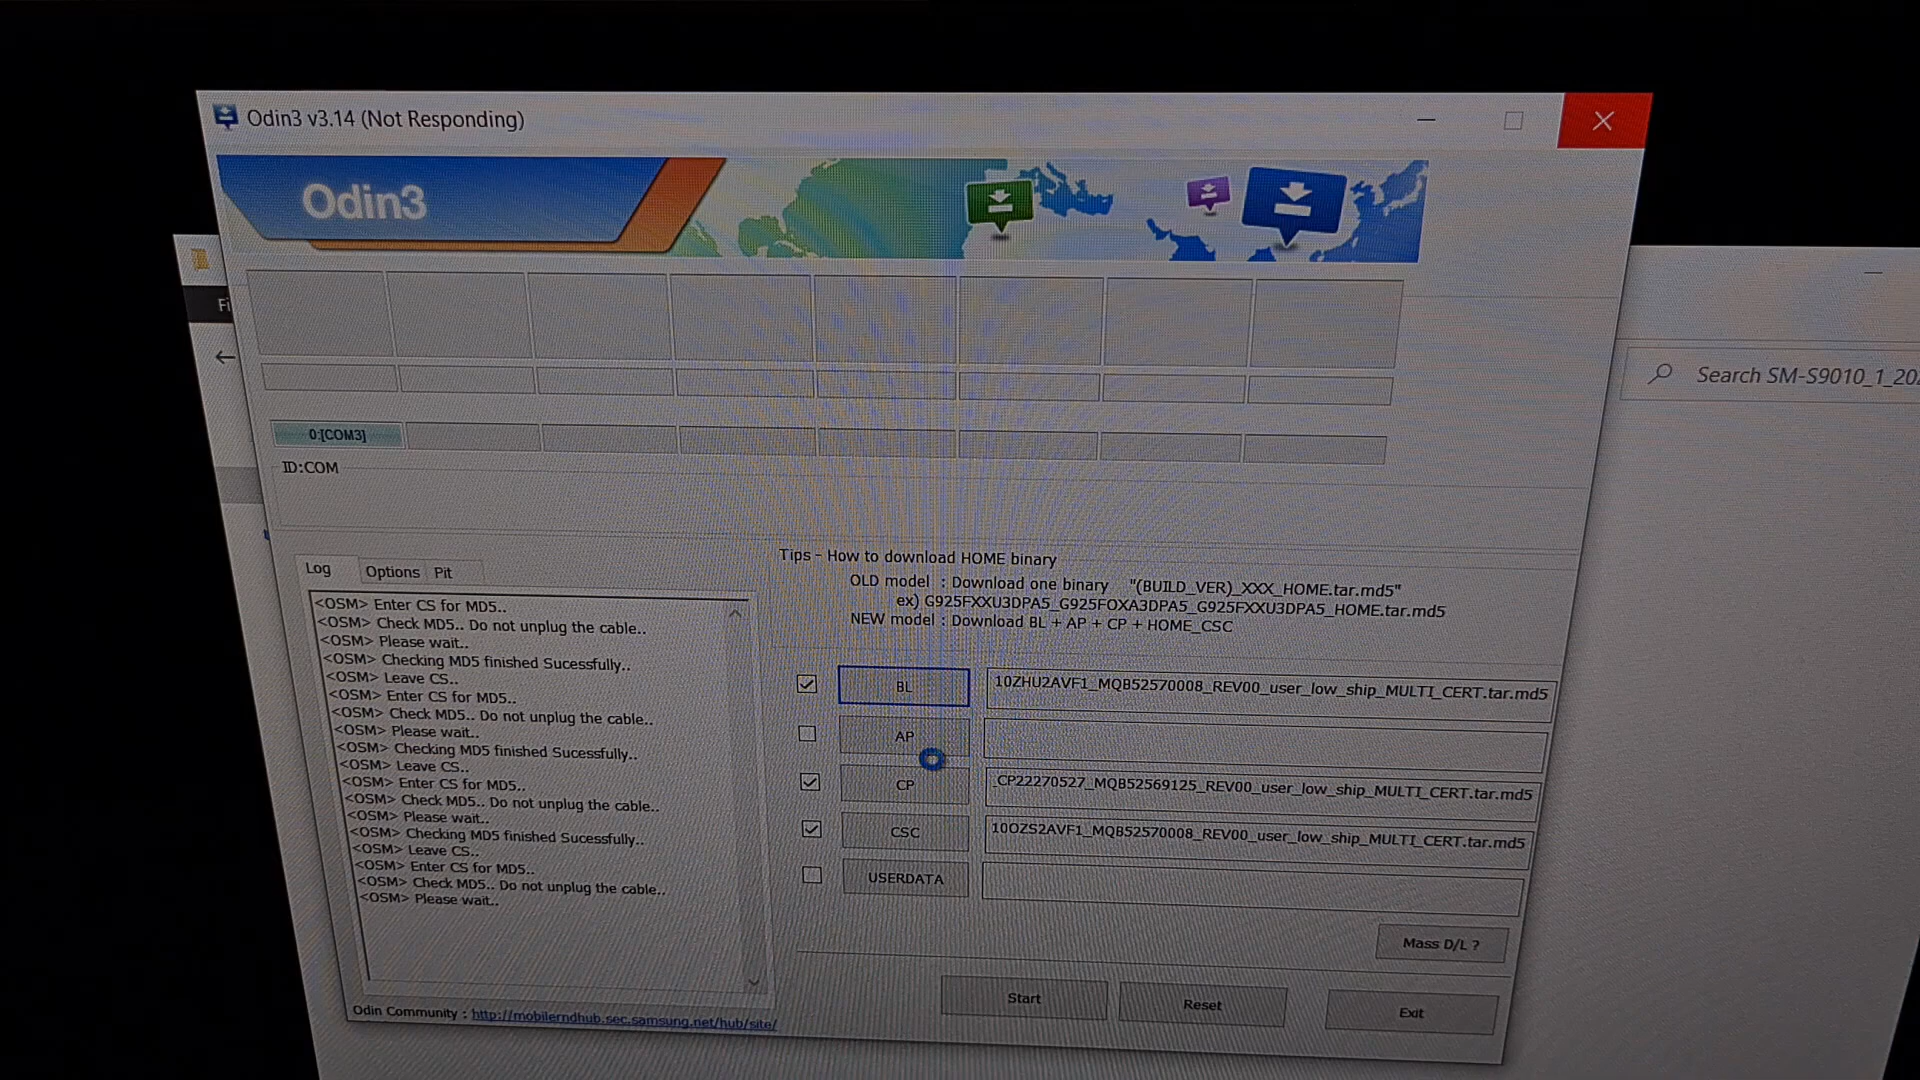 Odin3 v3.14 (Not Responding)
Odin3
Fi
Search SM-S9010_1_202
0:[COM3]
ID:COM
Tips - How to download HOME binary
OLD model : Download one binary "(BUILD_VER)_XXX_HOME.tar.md5"
ex) G925FXXU3DPA5_G925FOXA3DPA5_G925FXXU3DPA5_HOME.tar.md5
NEW model : Download BL + AP + CP + HOME_CSC
Log
Options
Pit
<OSM> Enter CS for MD5..
<OSM> Check MD5.. Do not unplug the cable..
<OSM> Please wait..
<OSM> Checking MD5 finished Sucessfully..
<OSM> Leave CS..
<OSM> Enter CS for MD5..
<OSM> Check MD5.. Do not unplug the cable..
<OSM> Please wait..
<OSM> Checking MD5 finished Sucessfully..
<OSM> Leave CS..
<OSM> Enter CS for MD5..
<OSM> Check MD5.. Do not unplug the cable..
<OSM> Please wait..
<OSM> Checking MD5 finished Sucessfully..
<OSM> Leave CS..
<OSM> Enter CS for MD5..
<OSM> Check MD5.. Do not unplug the cable..
<OSM> Please wait..
BL
10ZHU2AVF1_MQB52570008_REV00_user_low_ship_MULTI_CERT.tar.md5
AP
CP
_CP22270527_MQB52569125_REV00_user_low_ship_MULTI_CERT.tar.md5
CSC
10OZS2AVF1_MQB52570008_REV00_user_low_ship_MULTI_CERT.tar.md5
USERDATA
Mass D/L ?
Start
Reset
Exit
Odin Community : http://mobilerndhub.sec.samsung.net/hub/site/